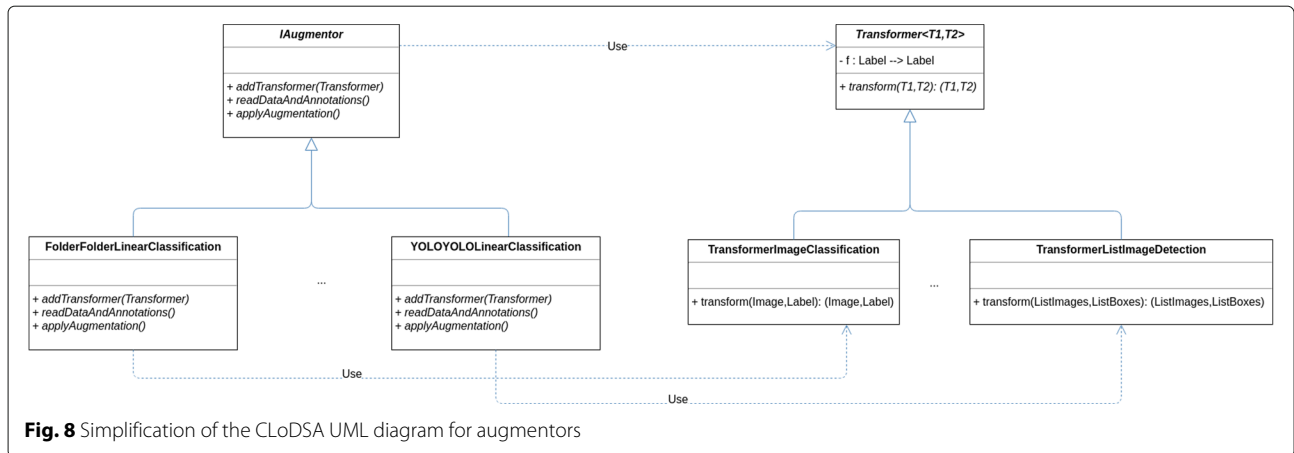 IAugmentor
+ addTransformer(Transformer)
+ readDataAndAnnotations()
+ applyAugmentation()
Use
Transformer<T1,T2>
- f : Label --> Label
+ transform(T1,T2): (T1,T2)
FolderFolderLinearClassification
+ addTransformer(Transformer)
+ readDataAndAnnotations()
+ applyAugmentation()
...
YOLOYOLOLinearClassification
+ addTransformer(Transformer)
+ readDataAndAnnotations()
+ applyAugmentation()
TransformerImageClassification
+ transform(Image,Label): (Image,Label)
...
TransformerListImageDetection
+ transform(ListImages,ListBoxes): (ListImages,ListBoxes)
Use
Use
Fig. 8 Simplification of the CLoDSA UML diagram for augmentors